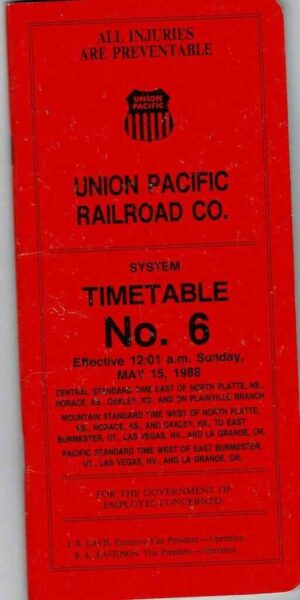 ALL INJURIES
ARE PREVENTABLE
UNION
PACIFIC
UNION PACIFIC
RAILROAD CO.
SYSTEM
TIMETABLE
No. 6
Effective 12:01 a.m. Sunday,
MAY 15, 1988
CENTRAL STANDARD TIME EAST OF NORTH PLATTE, NE.,
HORACE, KS., OAKLEY, KS. AND ON PLAINVILLE BRANCH
MOUNTAIN STANDARD TIME WEST OF NORTH PLATTE,
NE., HORACE, KS. AND OAKLEY, KS., TO EAST
BURMESTER, UT., LAS VEGAS, NV., AND LA GRANDE, OR.
PACIFIC STANDARD TIME WEST OF EAST BURMESTER,
UT., LAS VEGAS, NV., AND LA GRANDE, OR.
FOR THE GOVERNMENT OF
EMPLOYES CONCERNED.
J. R. DAVIS, Executive Vice President — Operation
R. K. DAVIDSON, Vice President — Operation